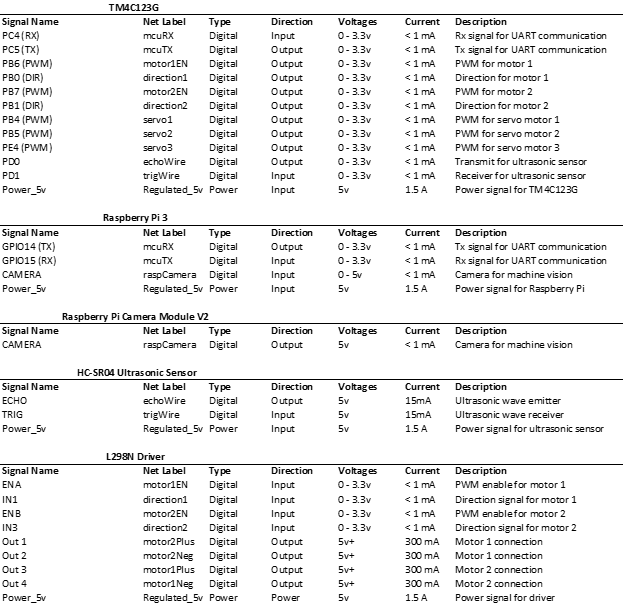 TM4C123G
Signal Name Net Label Type Direction Voltages Current Description
PC4 (RX) mcuRX Digital Input 0 - 3.3v < 1 mA Rx signal for UART communication
PC5 (TX) mcuTX Digital Output 0 - 3.3v < 1 mA Tx signal for UART communication
PB6 (PWM) motor1EN Digital Output 0 - 3.3v < 1 mA PWM for motor 1
PB0 (DIR) direction1 Digital Output 0 - 3.3v < 1 mA Direction for motor 1
PB7 (PWM) motor2EN Digital Output 0 - 3.3v < 1 mA PWM for motor 2
PB1 (DIR) direction2 Digital Output 0 - 3.3v < 1 mA Direction for motor 2
PB4 (PWM) servo1 Digital Output 0 - 3.3v < 1 mA PWM for servo motor 1
PB5 (PWM) servo2 Digital Output 0 - 3.3v < 1 mA PWM for servo motor 2
PE4 (PWM) servo3 Digital Output 0 - 3.3v < 1 mA PWM for servo motor 3
PD0 echoWire Digital Output 0 - 3.3v < 1 mA Transmit for ultrasonic sensor
PD1 trigWire Digital Input 0 - 3.3v < 1 mA Receiver for ultrasonic sensor
Power_5v Regulated_5v Power Input 5v 1.5 A Power signal for TM4C123G
Raspberry Pi 3
Signal Name Net Label Type Direction Voltages Current Description
GPIO14 (TX) mcuRX Digital Output 0 - 3.3v < 1 mA Tx signal for UART communication
GPIO15 (RX) mcuTX Digital Input 0 - 3.3v < 1 mA Rx signal for UART communication
CAMERA raspCamera Digital Input 0 - 5v < 1 mA Camera for machine vision
Power_5v Regulated_5v Power Input 5v 1.5 A Power signal for Raspberry Pi
Raspberry Pi Camera Module V2
Signal Name Net Label Type Direction Voltages Current Description
CAMERA raspCamera Digital Output 5v < 1 mA Camera for machine vision
HC-SR04 Ultrasonic Sensor
Signal Name Net Label Type Direction Voltages Current Description
ECHO echoWire Digital Output 5v 15mA Ultrasonic wave emitter
TRIG trigWire Digital Input 5v 15mA Ultrasonic wave receiver
Power_5v Regulated_5v Power Input 5v 1.5 A Power signal for ultrasonic sensor
L298N Driver
Signal Name Net Label Type Direction Voltages Current Description
ENA motor1EN Digital Input 0 - 3.3v < 1 mA PWM enable for motor 1
IN1 direction1 Digital Input 0 - 3.3v < 1 mA Direction signal for motor 1
ENB motor2EN Digital Input 0 - 3.3v < 1 mA PWM enable for motor 2
IN3 direction2 Digital Input 0 - 3.3v < 1 mA Direction signal for motor 2
Out 1 motor2Plus Digital Output 5v+ 300 mA Motor 1 connection
Out 2 motor2Neg Digital Output 5v+ 300 mA Motor 1 connection
Out 3 motor1Plus Digital Output 5v+ 300 mA Motor 2 connection
Out 4 motor1Neg Digital Output 5v+ 300 mA Motor 2 connection
Power_5v Regulated_5v Power Power 5v 1.5 A Power signal for driver